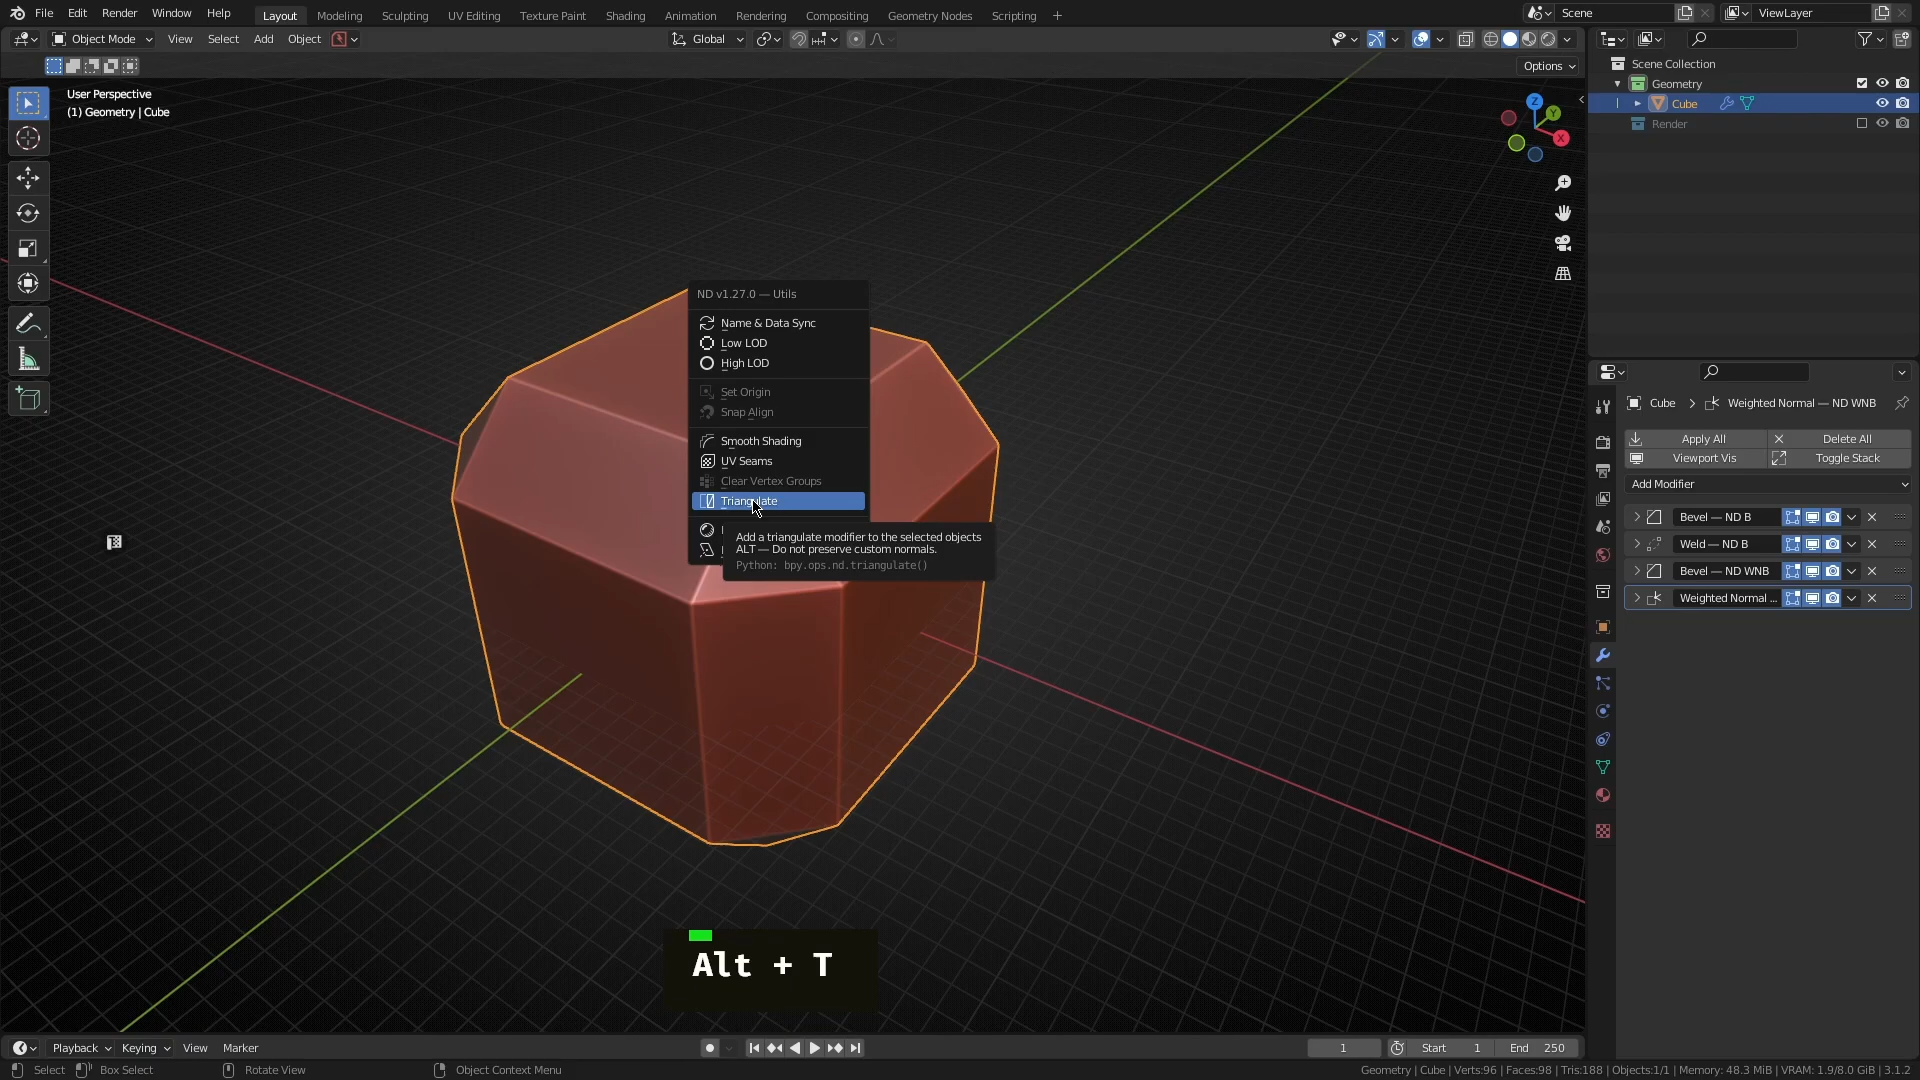 File Edit Render Window Help
Layout Modeling Sculpting UV Editing Texture Paint Shading Animation Rendering Compositing Geometry Nodes Scripting
Scene
ViewLayer
Object Mode View Select Add Object
Global
Options
User Perspective
(1) Geometry | Cube
Z
Y
X
Scene Collection
Geometry
Cube
Render
ND v1.27.0 — Utils
Name & Data Sync
Low LOD
High LOD
Set Origin
Snap Align
Smooth Shading
UV Seams
Clear Vertex Groups
Triangulate
Add a triangulate modifier to the selected objects
ALT — Do not preserve custom normals.
Python: bpy.ops.nd.triangulate()
Cube Weighted Normal — ND WNB
Apply All Delete All
Viewport Vis Toggle Stack
Add Modifier
Bevel — ND B
Weld — ND B
Bevel — ND WNB
Weighted Normal ...
Alt + T
Playback Keying View Marker
1 Start 1 End 250
Select Box Select Rotate View Object Context Menu
Geometry | Cube | Verts:96 | Faces:98 | Tris:188 | Objects:1/1 | Memory: 48.3 MiB | VRAM: 1.9/8.0 GiB | 3.1.2